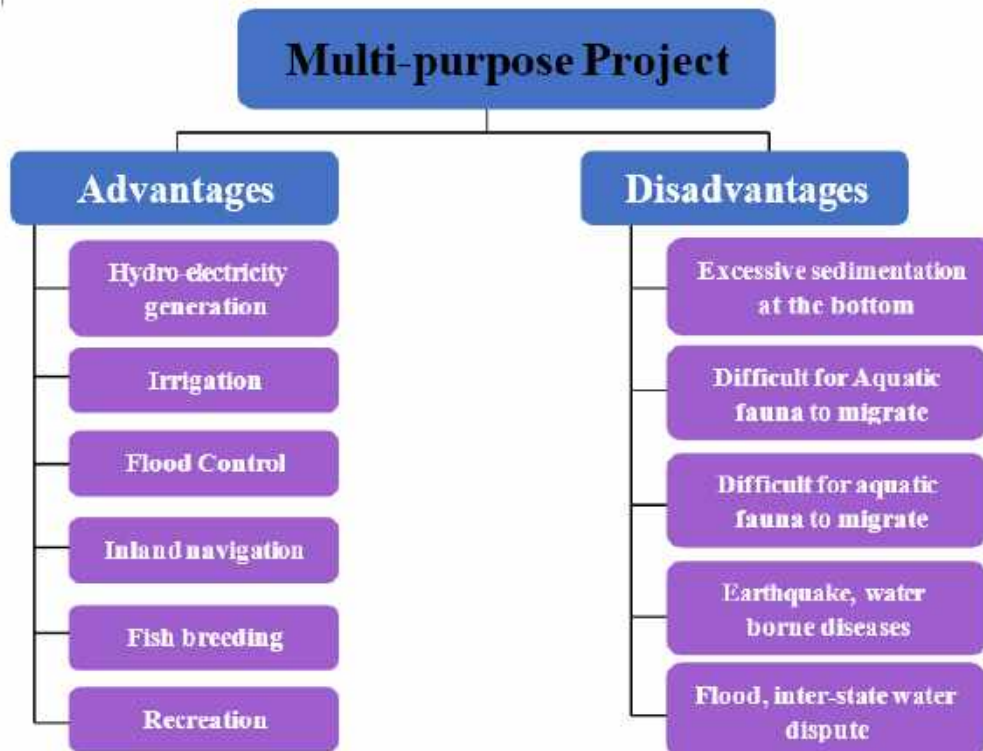 Multi-purpose Project
Advantages
Hydro-electricity
generation
Irrigation
Flood Control
Inland navigation
Fish breeding
Recreation
Disadvantages
Excessive sedimentation
at the bottom
Difficult for Aquatic
fauna to migrate
Difficult for aquatic
fauna to migrate
Earthquake, water
borne diseases
Flood, inter-state water
dispute